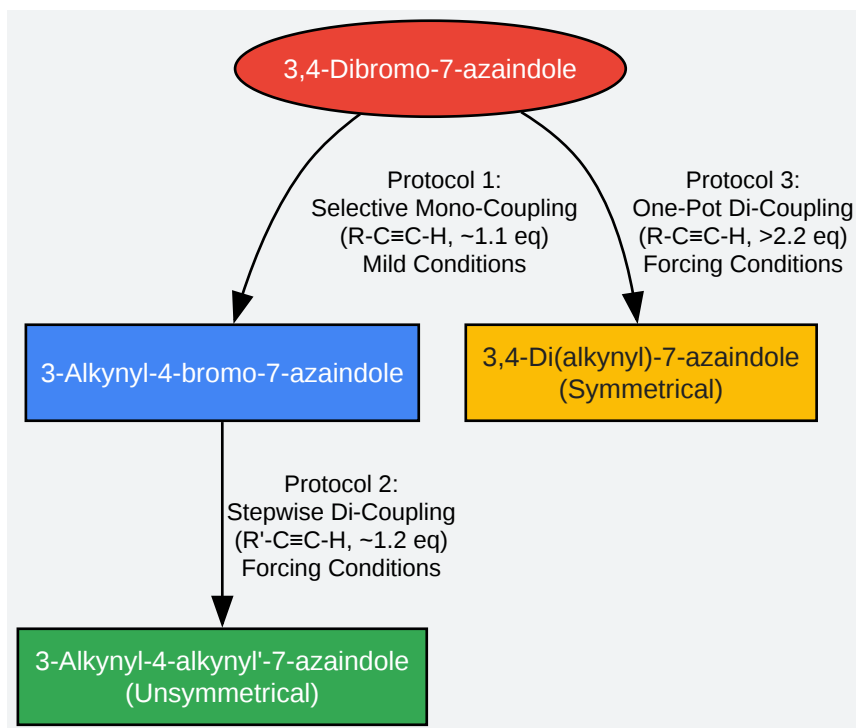 3,4-Dibromo-7-azaindole
Protocol 1:
Selective Mono-Coupling
(R-C≡C-H, ~1.1 eq)
Mild Conditions
Protocol 3:
One-Pot Di-Coupling
(R-C≡C-H, >2.2 eq)
Forcing Conditions
3-Alkynyl-4-bromo-7-azaindole
3,4-Di(alkynyl)-7-azaindole
(Symmetrical)
Protocol 2:
Stepwise Di-Coupling
(R'-C≡C-H, ~1.2 eq)
Forcing Conditions
3-Alkynyl-4-alkynyl'-7-azaindole
(Unsymmetrical)